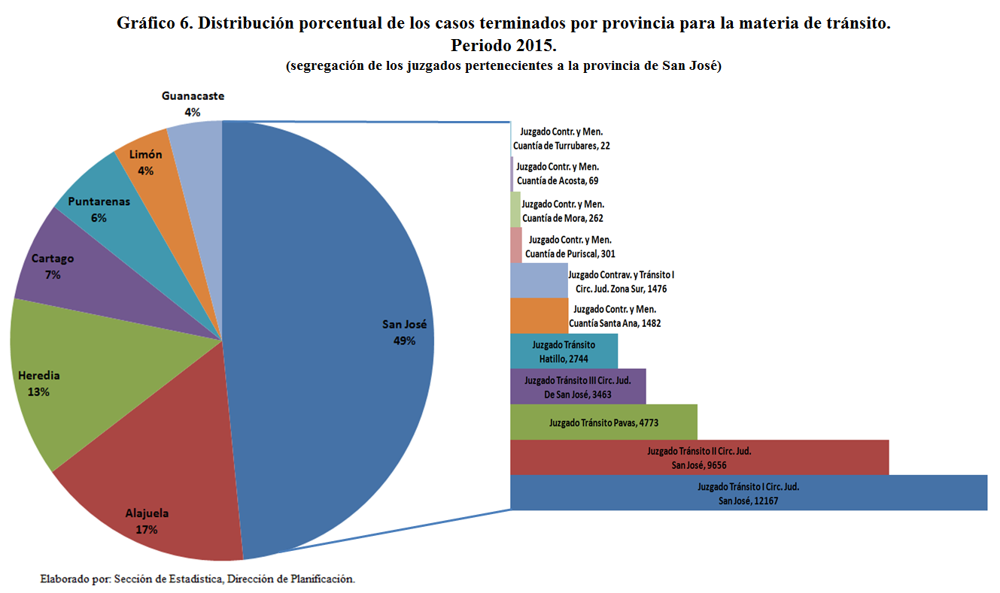 Gráfico 6. Distribución porcentual de los casos terminados por provincia para la materia de tránsito.
Periodo 2015.
(segregación de los juzgados pertenecientes a la provincia de San José)
Guanacaste
4%
Limón
4%
Puntarenas
6%
Cartago
7%
Heredia
13%
Alajuela
17%
San José
49%
Juzgado Contr. y Men.
Cuantía de Turrubares, 22
Juzgado Contr. y Men.
Cuantía de Acosta, 69
Juzgado Contr. y Men.
Cuantía de Mora, 262
Juzgado Contr. y Men.
Cuantía de Puriscal, 301
Juzgado Contrav. y Tránsito I
Circ. Jud. Zona Sur, 1476
Juzgado Contr. y Men.
Cuantía Santa Ana, 1482
Juzgado Tránsito
Hatillo, 2744
Juzgado Tránsito III Circ. Jud.
De San José, 3463
Juzgado Tránsito Pavas, 4773
Juzgado Tránsito II Circ. Jud.
San José, 9656
Juzgado Tránsito I Circ. Jud.
San José, 12167
Elaborado por: Sección de Estadística, Dirección de Planificación.